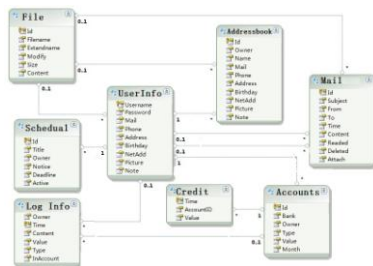 File
Id
Filename
Extendname
Modify
Size
Content
0.1
0.1
0.1
*
*
*
Addressbook
Id
Owner
Name
Mail
Phone
Address
Birthday
NetAdd
Picture
Note
UserInfo
Username
Password
Mail
Phone
Address
Birthday
NetAdd
Picture
Note
1
1
0.1
0.1
1
0.1
Mail
Id
Subject
From
To
Time
Content
Readed
Deleted
Attach
Schedual
Id
Title
Owner
Notice
Deadline
Active
Credit
Time
AccountID
Value
*
1
Accounts
Id
Bank
Owner
Type
Value
Month
0.1
Log Info
Owner
Time
Content
Value
Type
InAccount
*
*